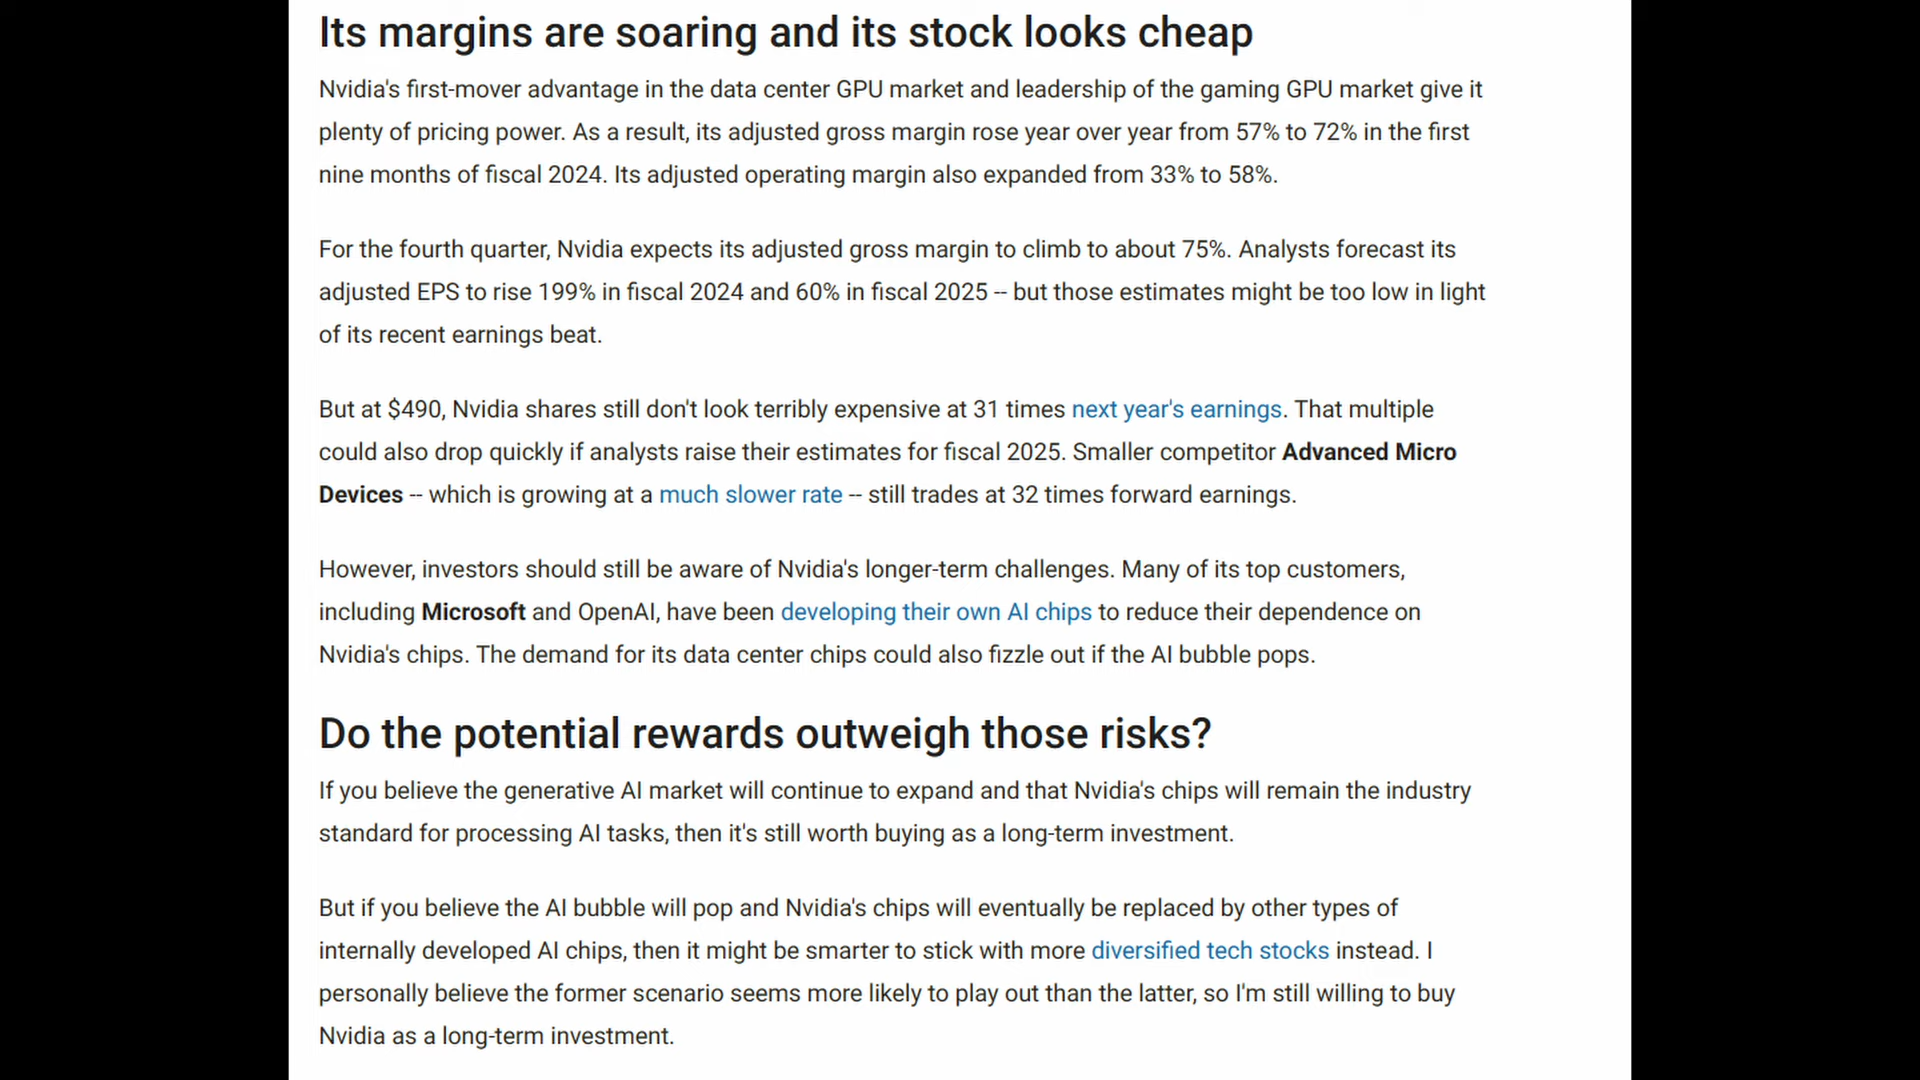 Its margins are soaring and its stock looks cheap
Nvidia's first-mover advantage in the data center GPU market and leadership of the gaming GPU market give it
plenty of pricing power. As a result, its adjusted gross margin rose year over year from 57% to 72% in the first
nine months of fiscal 2024. Its adjusted operating margin also expanded from 33% to 58%.
For the fourth quarter, Nvidia expects its adjusted gross margin to climb to about 75%. Analysts forecast its
adjusted EPS to rise 199% in fiscal 2024 and 60% in fiscal 2025 -- but those estimates might be too low in light
of its recent earnings beat.
But at $490, Nvidia shares still don't look terribly expensive at 31 times next year's earnings. That multiple
could also drop quickly if analysts raise their estimates for fiscal 2025. Smaller competitor Advanced Micro
Devices -- which is growing at a much slower rate -- still trades at 32 times forward earnings.
However, investors should still be aware of Nvidia's longer-term challenges. Many of its top customers,
including Microsoft and OpenAI, have been developing their own AI chips to reduce their dependence on
Nvidia's chips. The demand for its data center chips could also fizzle out if the AI bubble pops.
Do the potential rewards outweigh those risks?
If you believe the generative AI market will continue to expand and that Nvidia's chips will remain the industry
standard for processing AI tasks, then it's still worth buying as a long-term investment.
But if you believe the AI bubble will pop and Nvidia's chips will eventually be replaced by other types of
internally developed AI chips, then it might be smarter to stick with more diversified tech stocks instead. I
personally believe the former scenario seems more likely to play out than the latter, so I'm still willing to buy
Nvidia as a long-term investment.